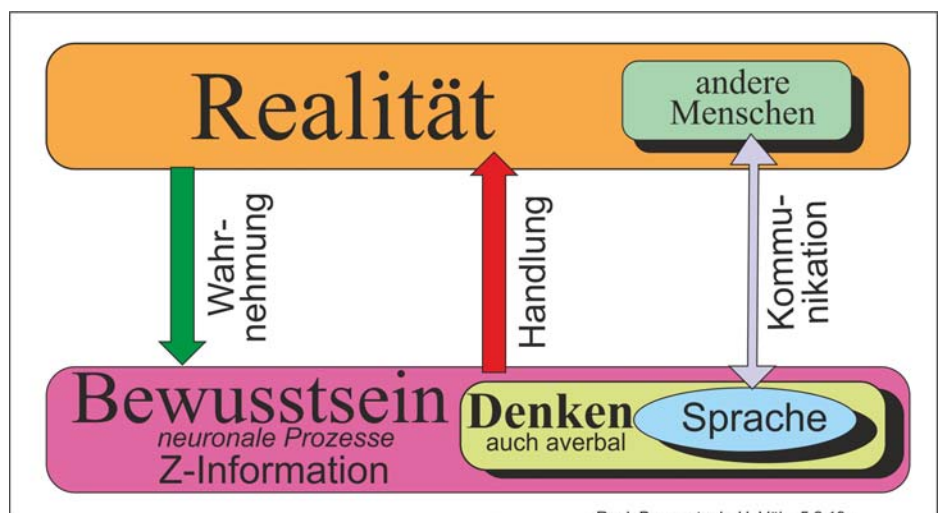 Realität
andere
Menschen
Wahr-
nehmung
Handlung
Kommu-
nikation
Bewusstsein
neuronale Prozesse
Z-Information
Denken
auch averbal
Sprache